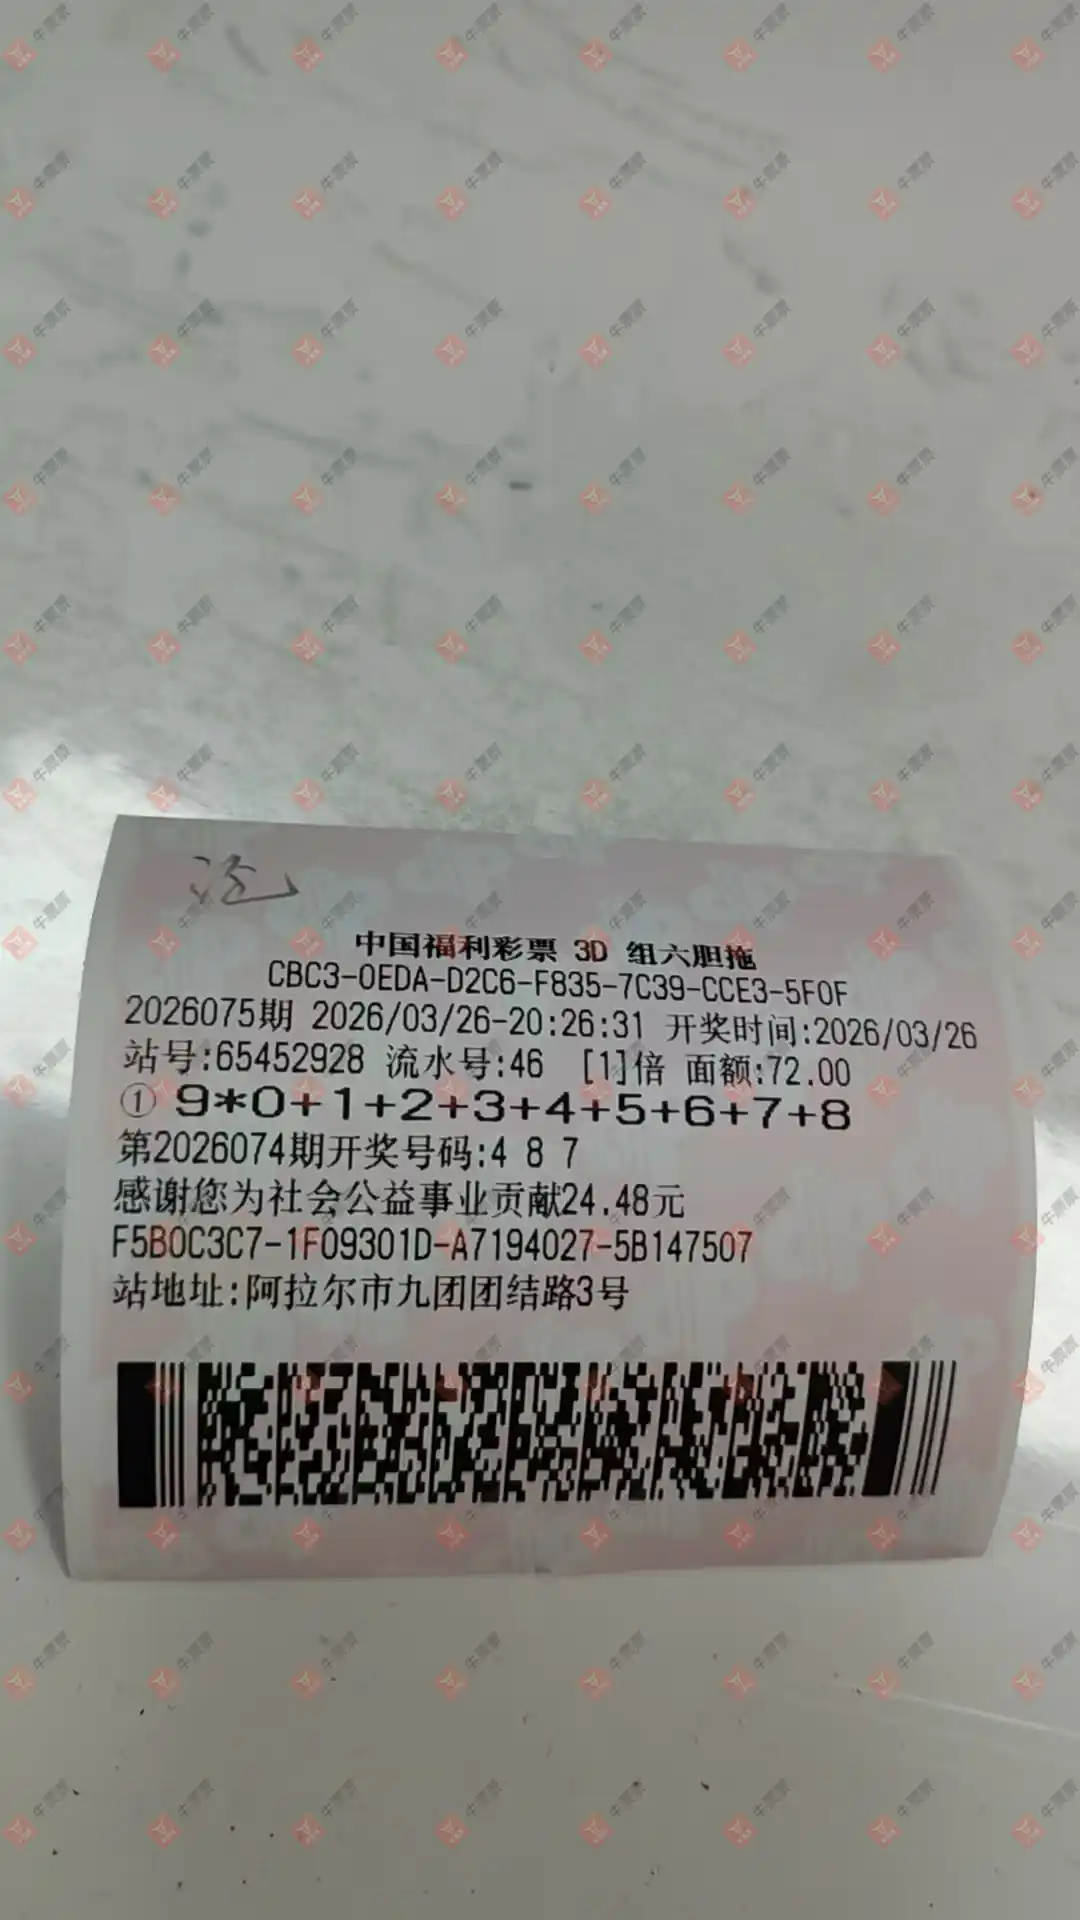 中国福利彩票 3D 组六胆拖
CBC3-0EDA-D2C6-F835-7C39-CCE3-5F0F
2026075期 2026/03/26-20:26:31 开奖时间:2026/03/26
站号:65452928 流水号:46 [1]倍 面额:72.00
① 9*0+1+2+3+4+5+6+7+8
第2026074期开奖号码:4 8 7
感谢您为社会公益事业贡献24.48元
F5B0C3C7-1F09301D-A7194027-5B147507
站地址:阿拉尔市九团团结路3号